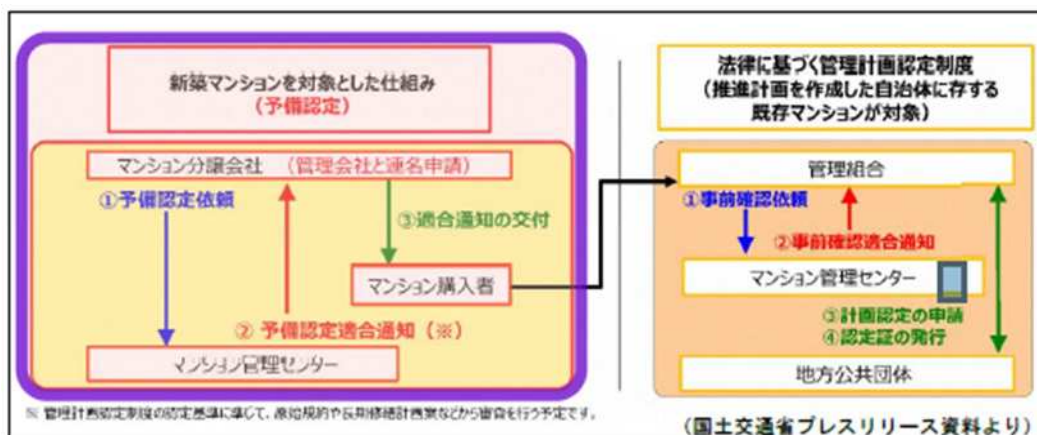 新築マンションを対象とした仕組み
（予備認定）
マンション分譲会社　（管理会社と連名申請）
①予備認定依頼
③適合通知の交付
マンション購入者
② 予備認定適合通知（※）
マンション管理センター
※ 管理計画認定制度の認定基準に準じて、原始規約や長期修繕計画案などから審査を行う予定です。
法律に基づく管理計画認定制度
（推進計画を作成した自治体に存する
既存マンションが対象）
管理組合
①事前確認依頼
②事前確認適合通知
マンション管理センター
③計画認定の申請
④認定証の発行
地方公共団体
（国土交通省プレスリリース資料より）